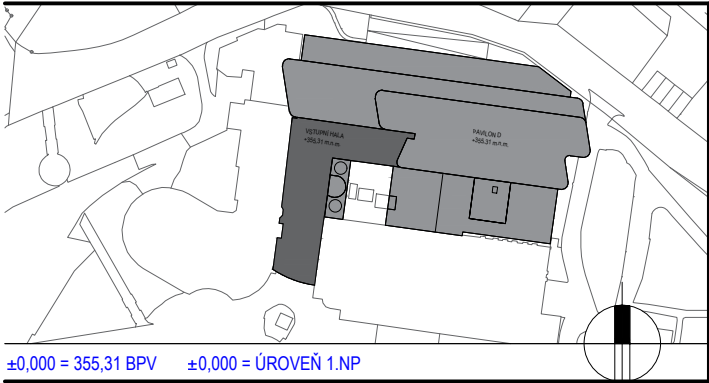 VSTUPNÍ HALA
+355,31 m.n.m.
PAVILON D
+355,31 m.n.m.
±0,000 = 355,31 BPV ±0,000 = ÚROVEŇ 1.NP